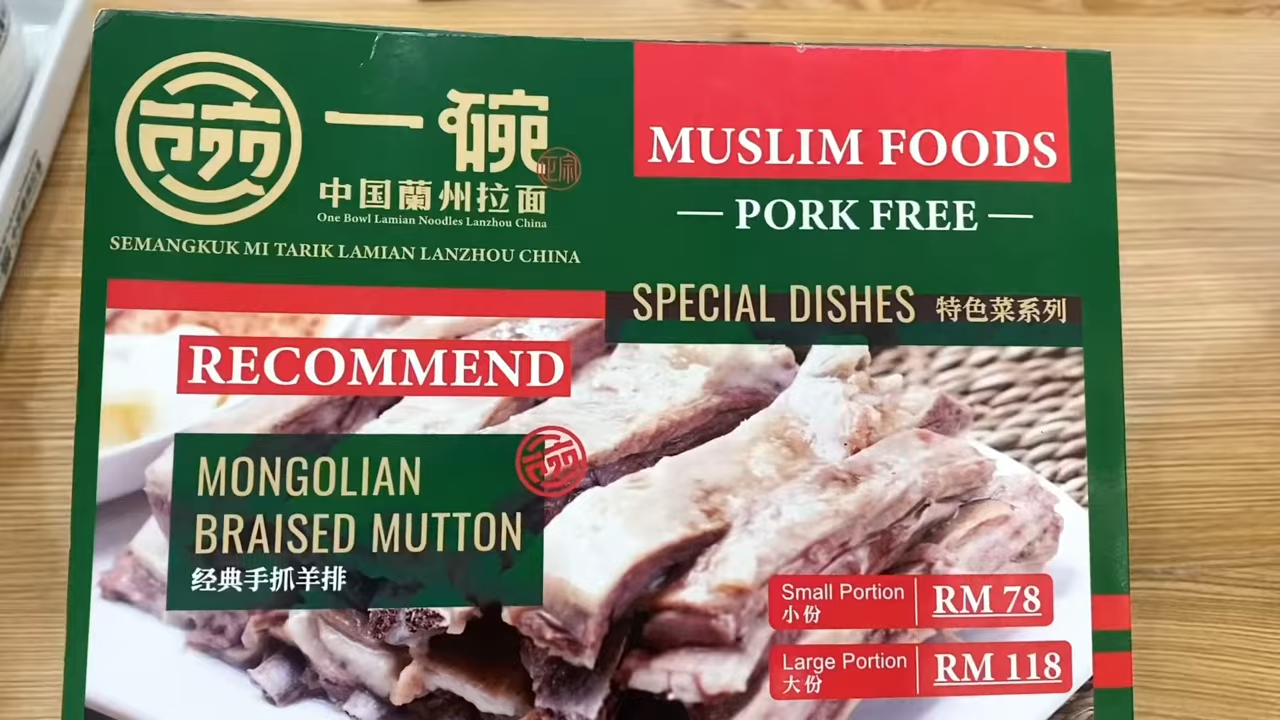 一碗
正宗
中国蘭州拉面
One Bowl Lamian Noodles Lanzhou China
SEMANGKUK MI TARIK LAMIAN LANZHOU CHINA
MUSLIM FOODS
— PORK FREE —
SPECIAL DISHES 特色菜系列
RECOMMEND
MONGOLIAN
BRAISED MUTTON
经典手抓羊排
Small Portion
小份
RM 78
Large Portion
大份
RM 118